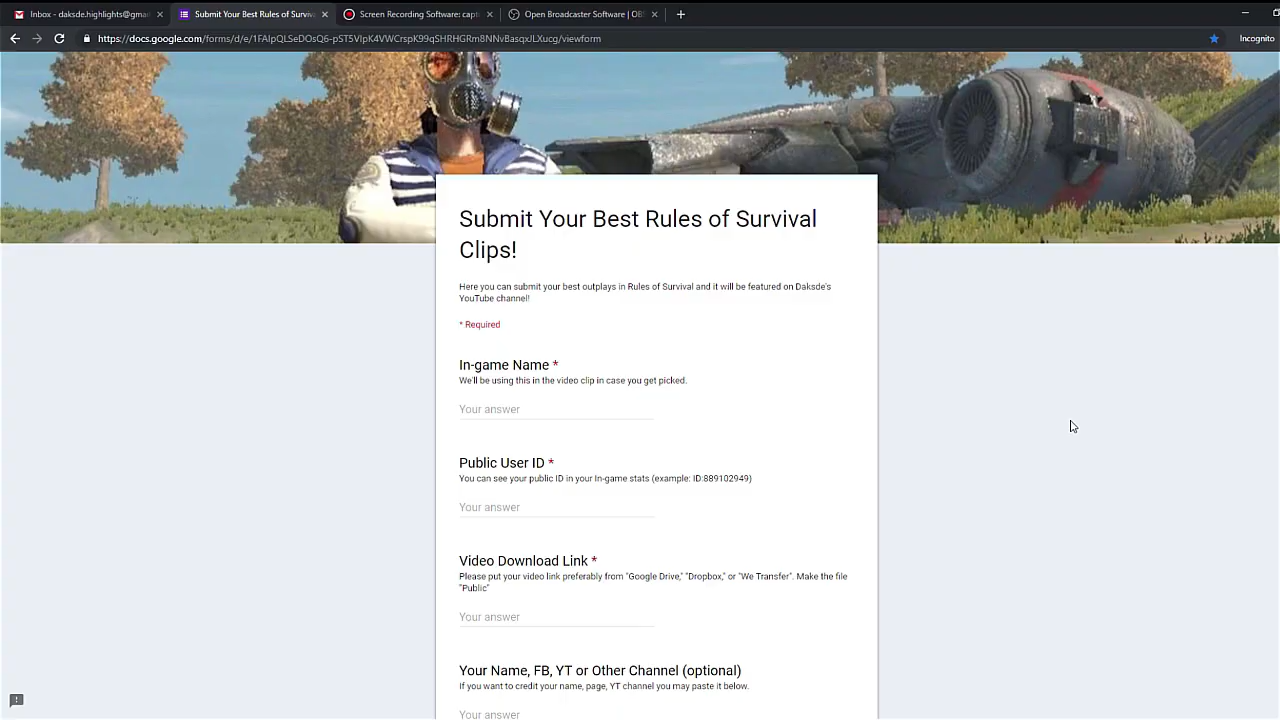 Inbox - daksde.highlights@gma
Submit Your Best Rules of Surviva
Screen Recording Software: capt
Open Broadcaster Software | OBS
https://docs.google.com/forms/d/e/1FAIpQLSeDOsQ6-pST5VIpK4VWCrspK99qSHRHGRm8NNvBasqxJLXucg/viewform
Incognito
Submit Your Best Rules of Survival
Clips!
Here you can submit your best outplays in Rules of Survival and it will be featured on Daksde's
YouTube channel!
* Required
In-game Name *
We'll be using this in the video clip in case you get picked.
Your answer
Public User ID *
You can see your public ID in your In-game stats (example: ID:889102949)
Your answer
Video Download Link *
Please put your video link preferably from "Google Drive," "Dropbox," or "We Transfer". Make the file
"Public"
Your answer
Your Name, FB, YT or Other Channel (optional)
If you want to credit your name, page, YT channel you may paste it below.
Your answer